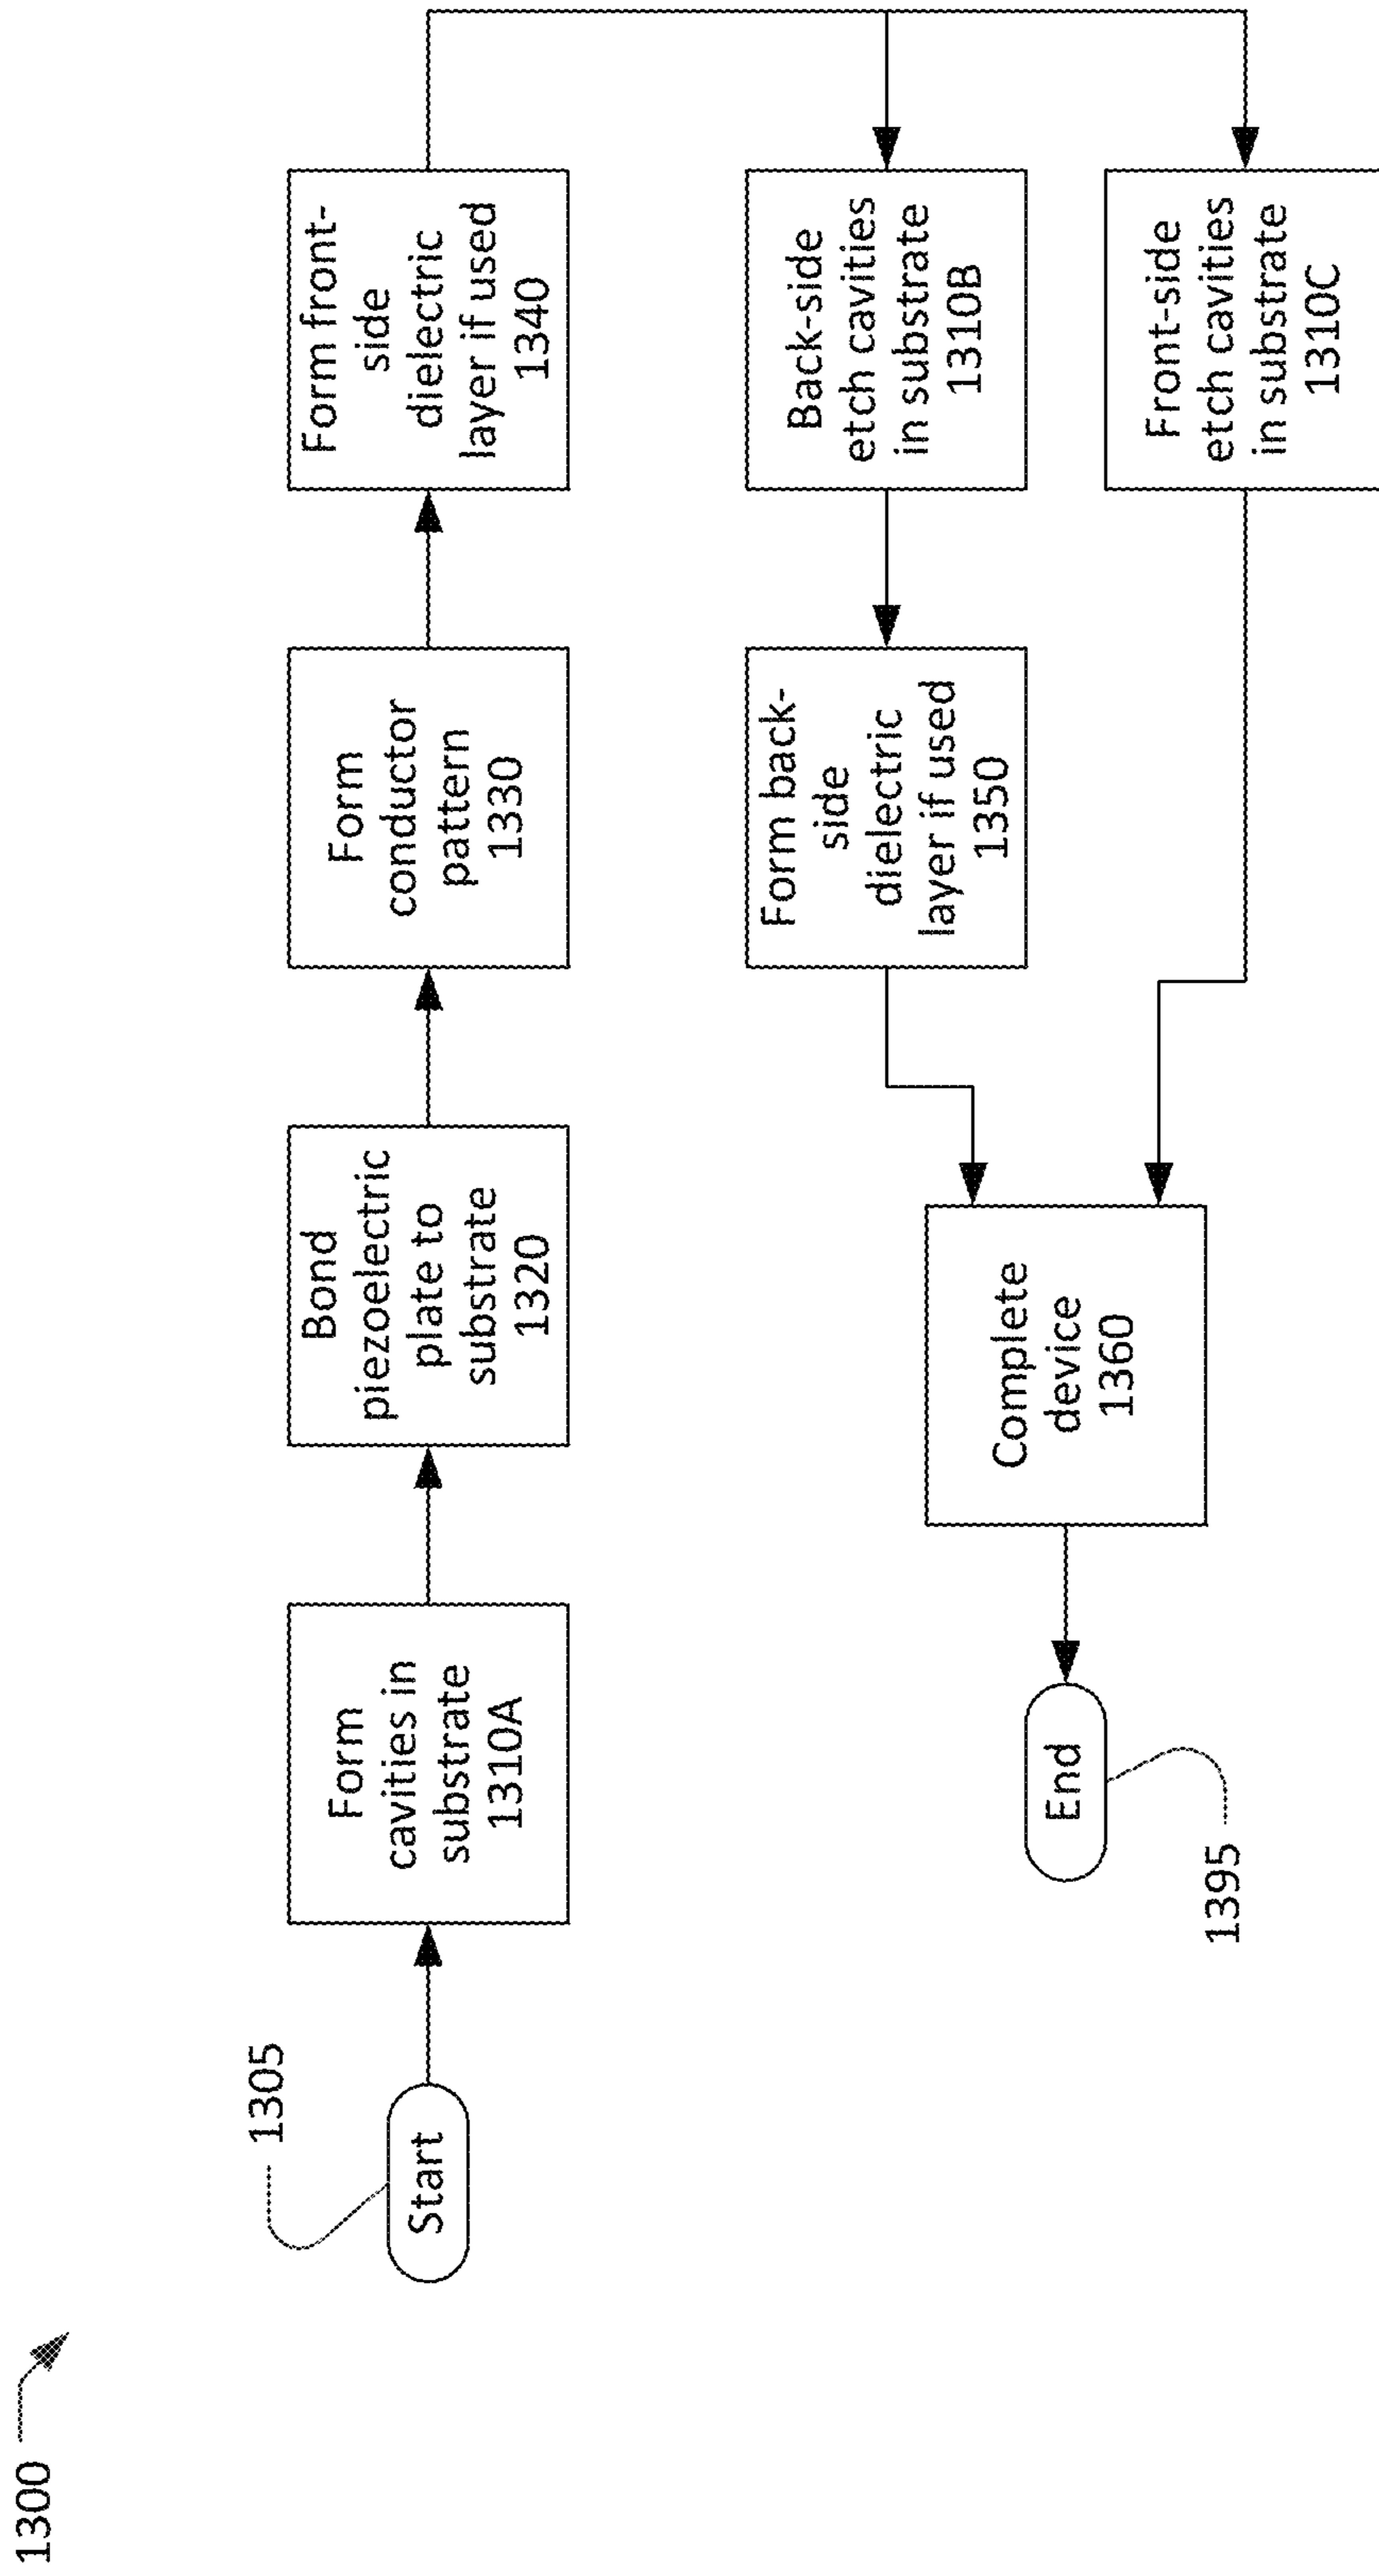 1300
1305
Start
Form
cavities in
substrate
1310A
Bond
piezoelectric
plate to
substrate
1320
Form
conductor
pattern
1330
Form front-
side
dielectric
layer if used
1340
Back-side
etch cavities
in substrate
1310B
Form back-
side
dielectric
layer if used
1350
Front-side
etch cavities
in substrate
1310C
Complete
device
1360
End
1395